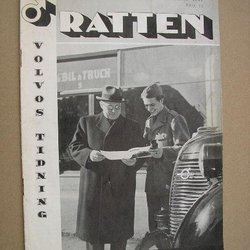 RATTEN
VOLVOS TIDNING
BIL & TRUCK